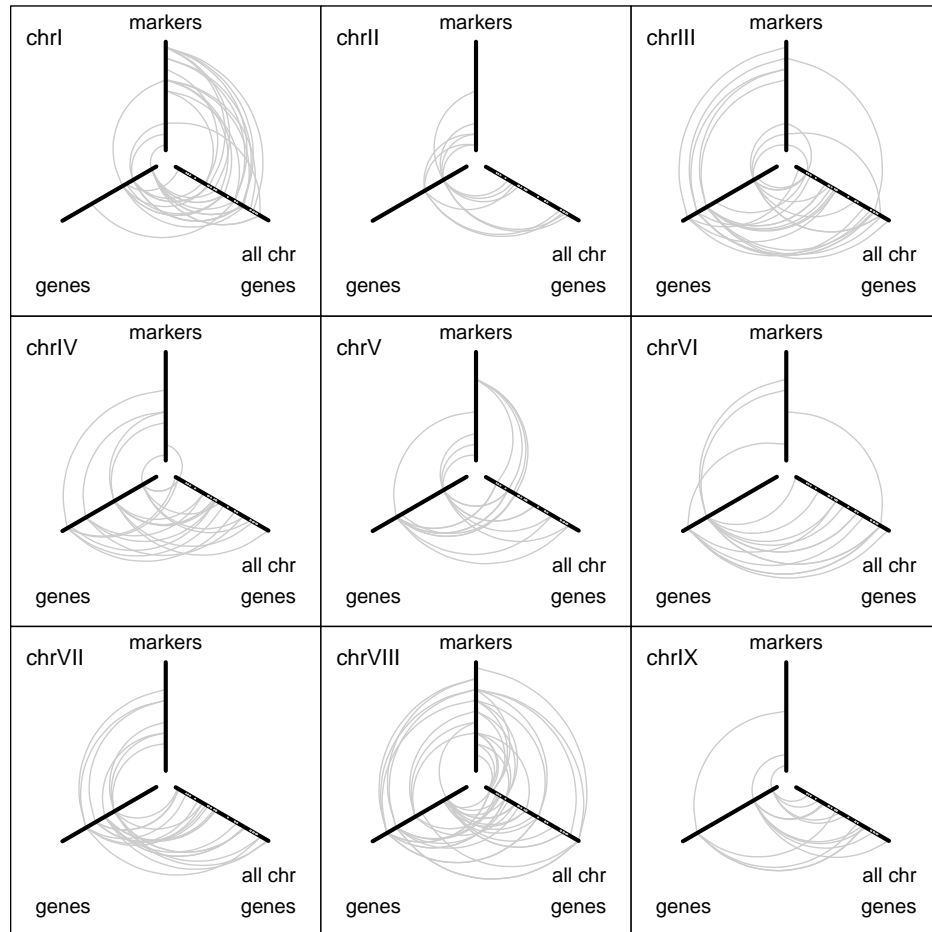 markers markers markers
chrI chrII chrIII
all chr all chr all chr
genes genes genes genes genes genes
markers markers markers
chrIV chrV chrVI
all chr all chr all chr
genes genes genes genes genes genes
markers markers markers
chrVII chrVIII chrIX
all chr all chr all chr
genes genes genes genes genes genes